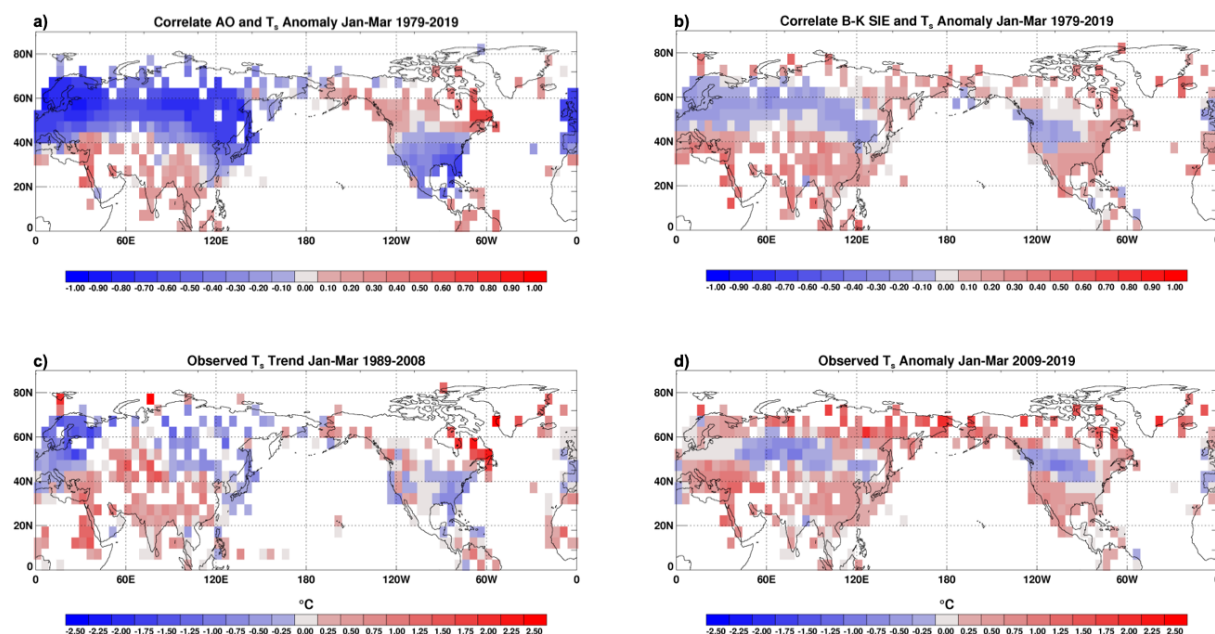 a) Correlate AO and Ts Anomaly Jan-Mar 1979-2019
80N
60N
40N
20N
0
0 60E 120E 180 120W 60W 0
-1.00 -0.90 -0.80 -0.70 -0.60 -0.50 -0.40 -0.30 -0.20 -0.10 0.00 0.10 0.20 0.30 0.40 0.50 0.60 0.70 0.80 0.90 1.00
b) Correlate B-K SIE and Ts Anomaly Jan-Mar 1979-2019
80N
60N
40N
20N
0
0 60E 120E 180 120W 60W 0
-1.00 -0.90 -0.80 -0.70 -0.60 -0.50 -0.40 -0.30 -0.20 -0.10 0.00 0.10 0.20 0.30 0.40 0.50 0.60 0.70 0.80 0.90 1.00
c) Observed Ts Trend Jan-Mar 1989-2008
80N
60N
40N
20N
0
0 60E 120E 180 120W 60W 0
°C
-2.50 -2.25 -2.00 -1.75 -1.50 -1.25 -1.00 -0.75 -0.50 -0.25 0.00 0.25 0.50 0.75 1.00 1.25 1.50 1.75 2.00 2.25 2.50
d) Observed Ts Anomaly Jan-Mar 2009-2019
80N
60N
40N
20N
0
0 60E 120E 180 120W 60W 0
°C
-2.50 -2.25 -2.00 -1.75 -1.50 -1.25 -1.00 -0.75 -0.50 -0.25 0.00 0.25 0.50 0.75 1.00 1.25 1.50 1.75 2.00 2.25 2.50